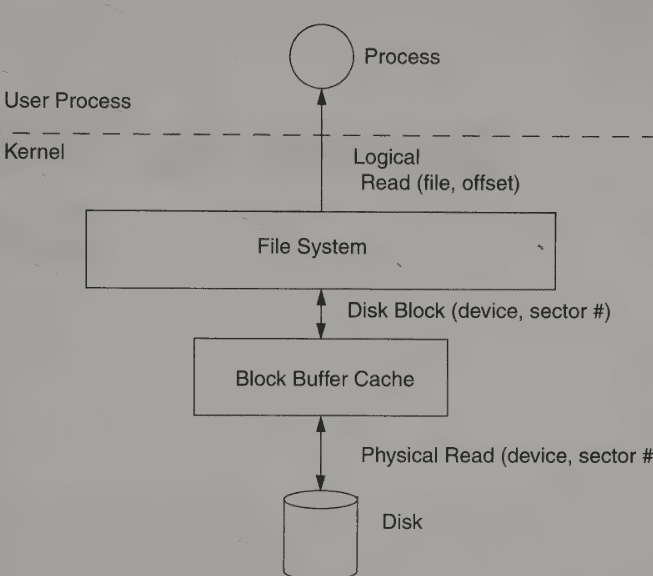 Process
User Process
Kernel
Logical
Read (file, offset)
File System
Disk Block (device, sector #)
Block Buffer Cache
Physical Read (device, sector #
Disk